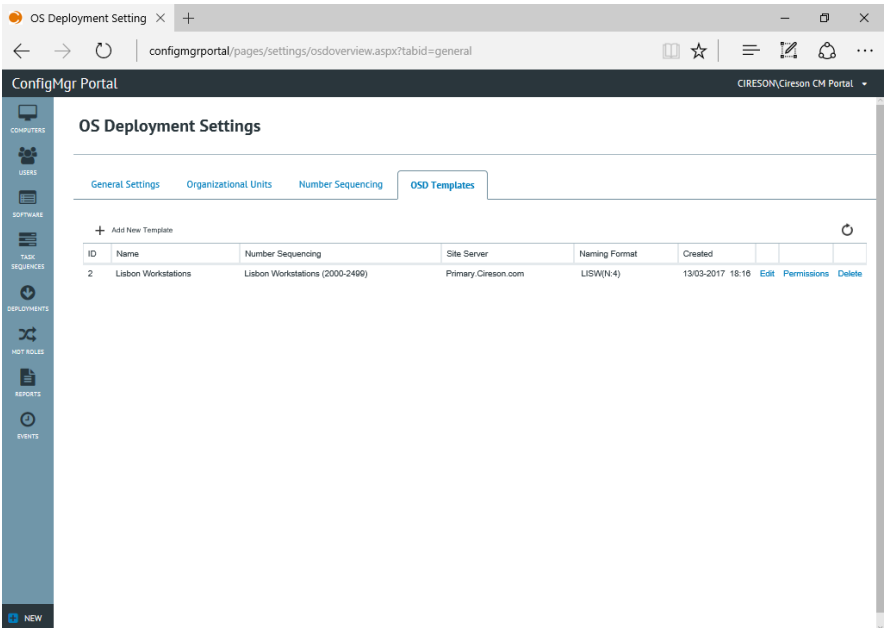 OS Deployment Setting
configmgrportal/pages/settings/osdoverview.aspx?tabid=general
ConfigMgr Portal
CIRESON\Cireson CM Portal
COMPUTERS
USERS
SOFTWARE
TASK
SEQUENCES
DEPLOYMENTS
MGT ROLES
REPORTS
EVENTS
NEW
OS Deployment Settings
General Settings Organizational Units Number Sequencing OSD Templates
Add New Template
ID Name Number Sequencing Site Server Naming Format Created
2 Lisbon Workstations Lisbon Workstations (2000-2499) Primary.Cireson.com LISW(N:4) 13/03-2017 18:16 Edit Permissions Delete